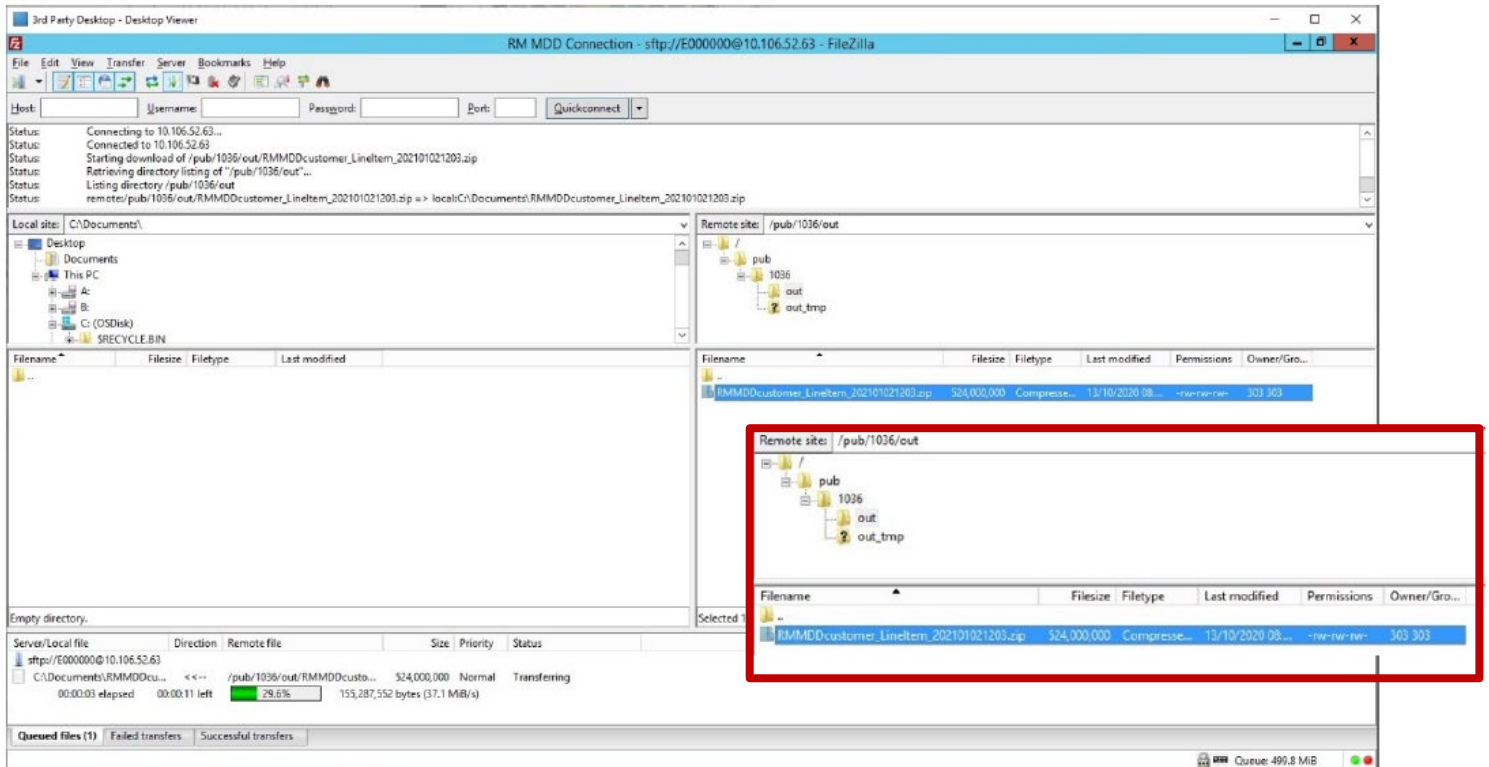 3rd Party Desktop - Desktop Viewer
RM MDD Connection - sftp://E000000@10.106.52.63 - FileZilla
File Edit View Transfer Server Bookmarks Help
Host: Username: Password: Port: Quickconnect
Status: Connecting to 10.106.52.63...
Status: Connected to 10.106.52.63
Status: Starting download of /pub/1036/out/RMMDDcustomer_LineItem_202101021203.zip
Status: Retrieving directory listing of "/pub/1036/out"...
Status: Listing directory /pub/1036/out
Status: remote:/pub/1036/out/RMMDDcustomer_LineItem_202101021203.zip => local:C:\Documents\RMMDDcustomer_LineItem_202101021203.zip
Local site: C:\Documents\
Desktop
Documents
This PC
A:
B:
C: (OSDisk)
$RECYCLE.BIN
Remote site: /pub/1036/out
/
pub
1036
out
? out_tmp
Filename Filesize Filetype Last modified
..
Empty directory.
Filename Filesize Filetype Last modified Permissions Owner/Gro...
..
RMMDDcustomer_LineItem_202101021203.zip 524,000,000 Compresse... 13/10/2020 08:... -rw-rw-rw- 303 303
Selected 1
Remote site: /pub/1036/out
/
pub
1036
out
? out_tmp
Filename Filesize Filetype Last modified Permissions Owner/Gro...
..
RMMDDcustomer_LineItem_202101021203.zip 524,000,000 Compresse... 13/10/2020 08:... -rw-rw-rw- 303 303
Server/Local file Direction Remote file Size Priority Status
sftp://E000000@10.106.52.63
C:\Documents\RMMDDcu... <<-- /pub/1036/out/RMMDDcusto... 524,000,000 Normal Transferring
00:00:03 elapsed 00:00:11 left 29.6% 155,287,552 bytes (37.1 MiB/s)
Queued files (1) Failed transfers Successful transfers
Queue: 499.8 MiB